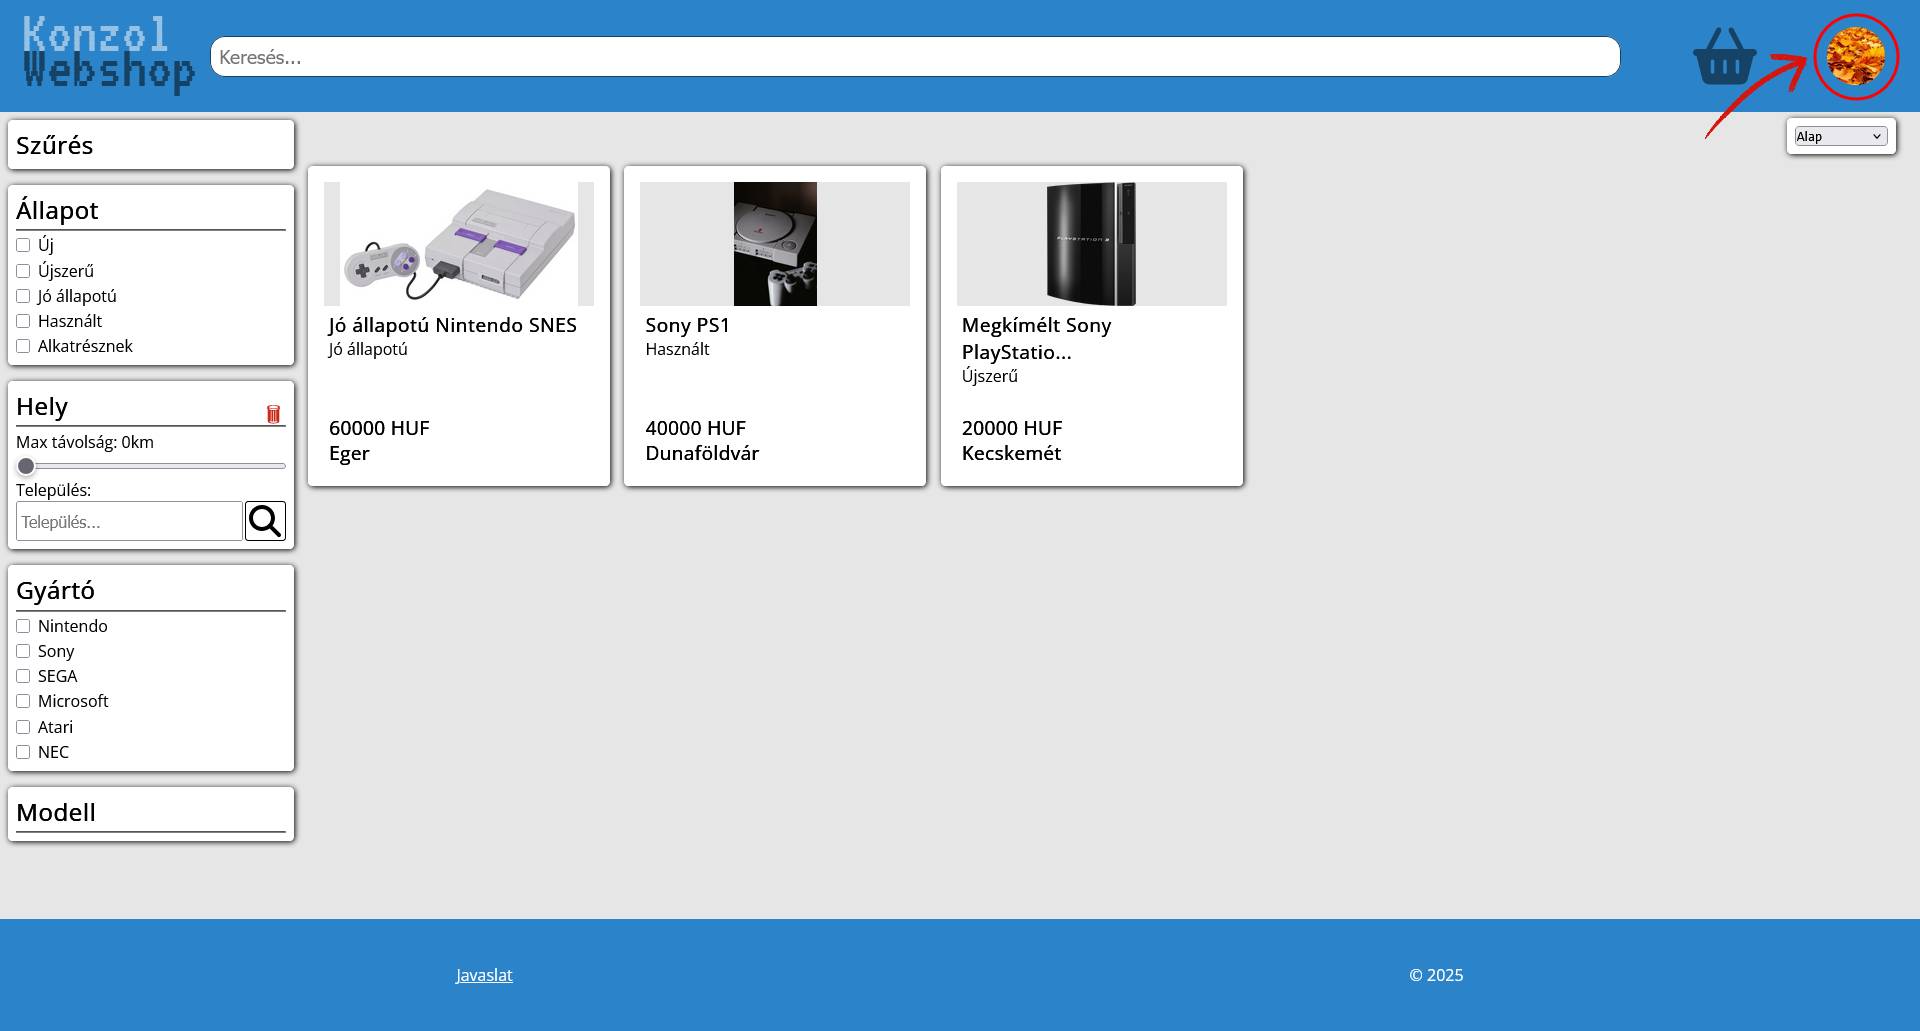 Konzol
Webshop
Keresés...
Alap
Szűrés
Állapot
Új
Újszerű
Jó állapotú
Használt
Alkatrésznek
Hely
Max távolság: 0km
Település:
Település...
Gyártó
Nintendo
Sony
SEGA
Microsoft
Atari
NEC
Modell
Jó állapotú Nintendo SNES
Jó állapotú
60000 HUF
Eger
Sony PS1
Használt
40000 HUF
Dunaföldvár
PLAYSTATION 3
Megkímélt Sony
PlayStatio...
Újszerű
20000 HUF
Kecskemét
Javaslat
© 2025